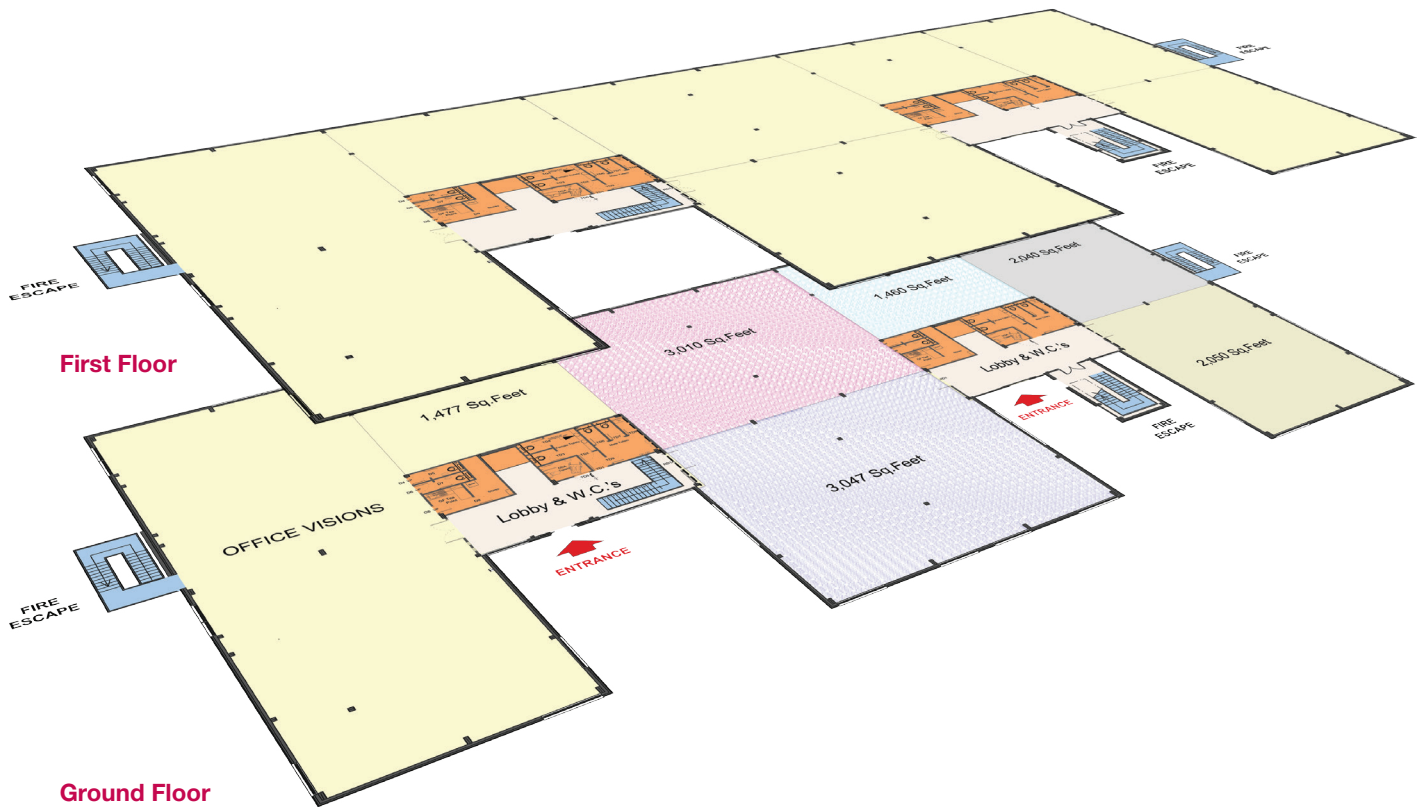 FIRE
ESCAPE
FIRE
ESCAPE
FIRE
ESCAPE
First Floor
2,040 Sq.Feet
1,460 Sq.Feet
FIRE
ESCAPE
3,010 Sq.Feet
Lobby & W.C.'s
2,050 Sq.Feet
1,477 Sq.Feet
ENTRANCE
FIRE
ESCAPE
3,047 Sq.Feet
Lobby & W.C.'s
OFFICE VISIONS
ENTRANCE
FIRE
ESCAPE
Ground Floor